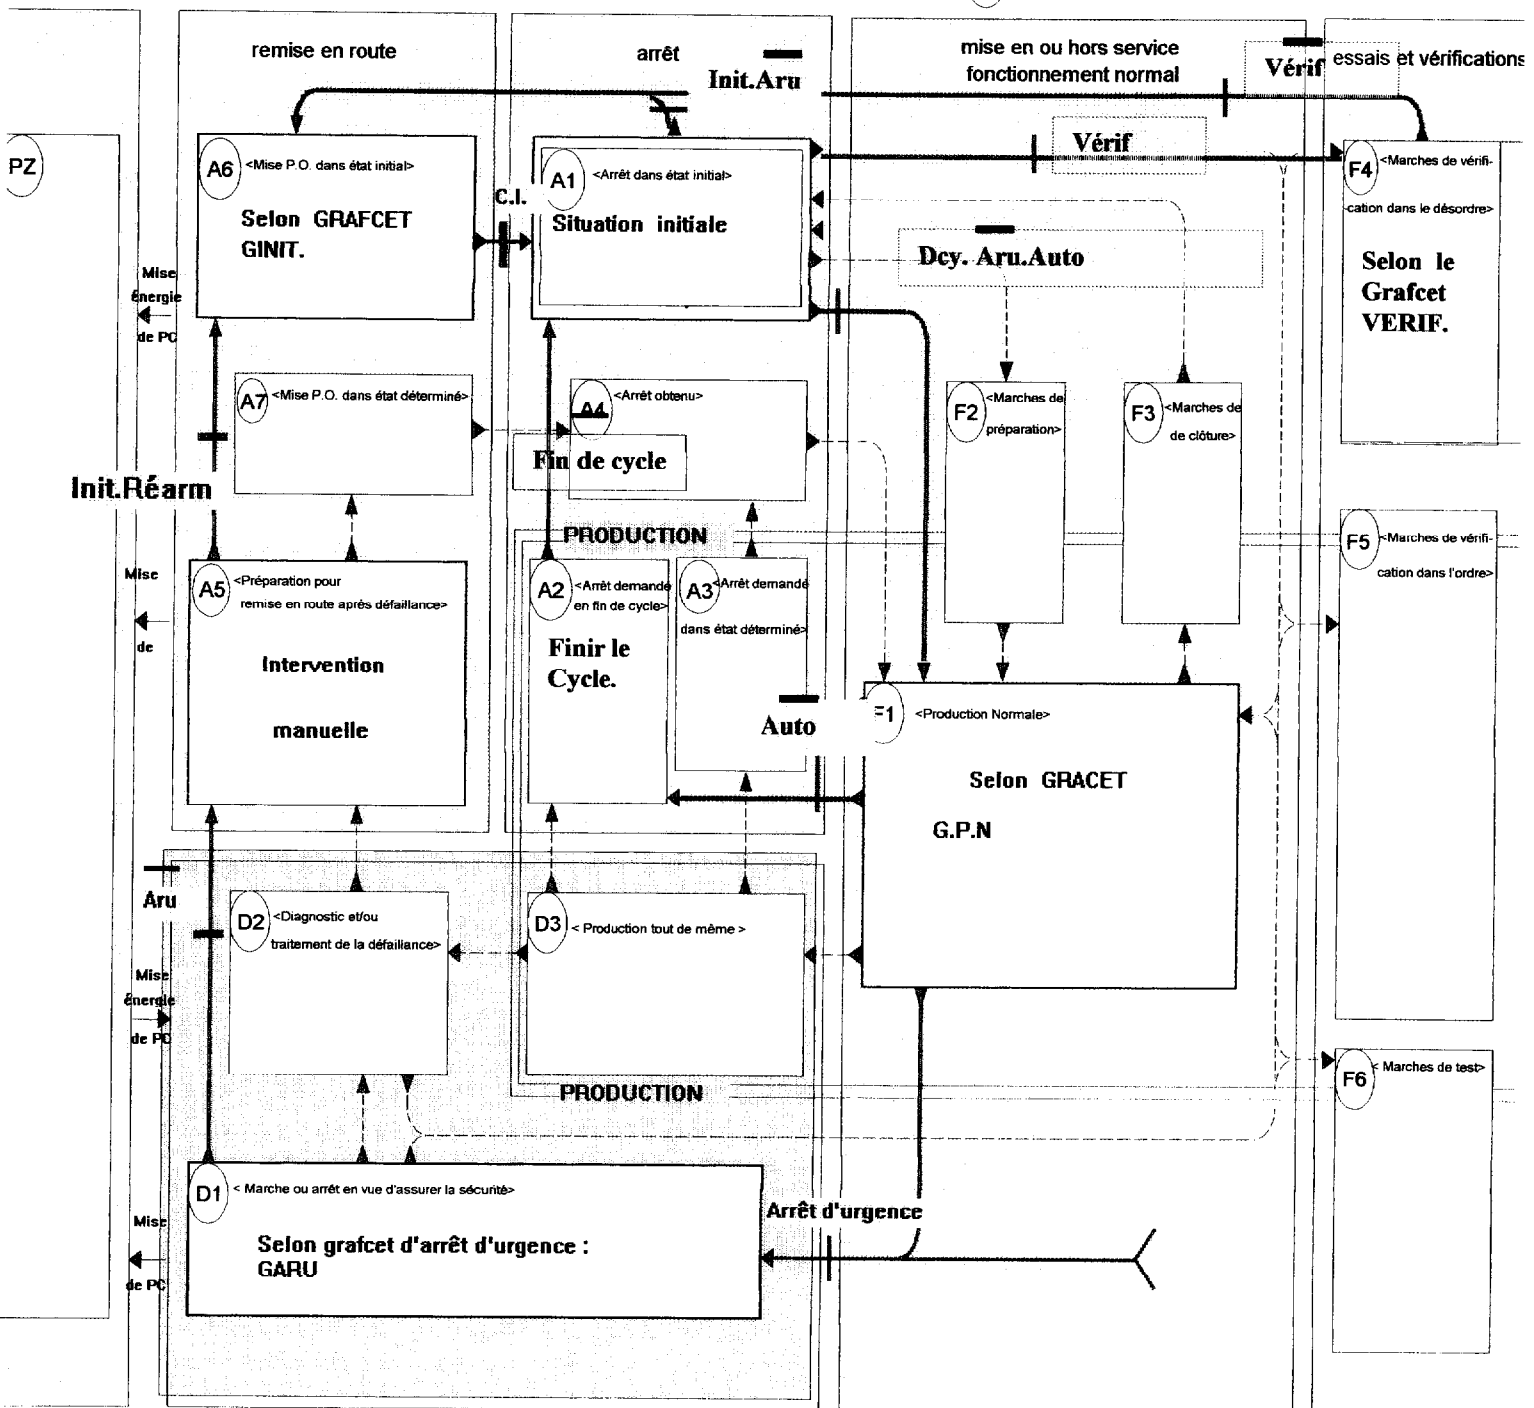 remise en route
arrêt
mise en ou hors service
fonctionnement normal
essais et vérifications
Init.Aru
Vérif
Vérif
PZ
A6
<Mise P.O. dans état initial>
Selon GRAFCET
GINIT.
C.I.
A1
<Arrêt dans état initial>
Situation initiale
Dcy. Aru.Auto
F4
<Marches de vérifi-
cation dans le désordre>
Selon le
Grafcet
VERIF.
Mise
énergie
de PC
A7
<Mise P.O. dans état déterminé>
A4
<Arrêt obtenu>
Fin de cycle
F2
<Marches de
préparation>
F3
<Marches de
de clôture>
Init.Réarm
PRODUCTION
F5
<Marches de vérifi-
cation dans l'ordre>
Mise
de
A5
<Préparation pour
remise en route après défaillance>
Intervention
manuelle
A2
<Arrêt demandé
en fin de cycle>
Finir le
Cycle.
A3
<Arrêt demandé
dans état déterminé>
Auto
F1
<Production Normale>
Selon GRACET
G.P.N
Aru
D2
<Diagnostic et/ou
traitement de la défaillance>
D3
< Production tout de même >
Mise
énergie
de PC
PRODUCTION
F6
< Marches de test>
D1
< Marche ou arrêt en vue d'assurer la sécurité>
Selon grafcet d'arrêt d'urgence :
GARU
Arrêt d'urgence
Mise
de PC